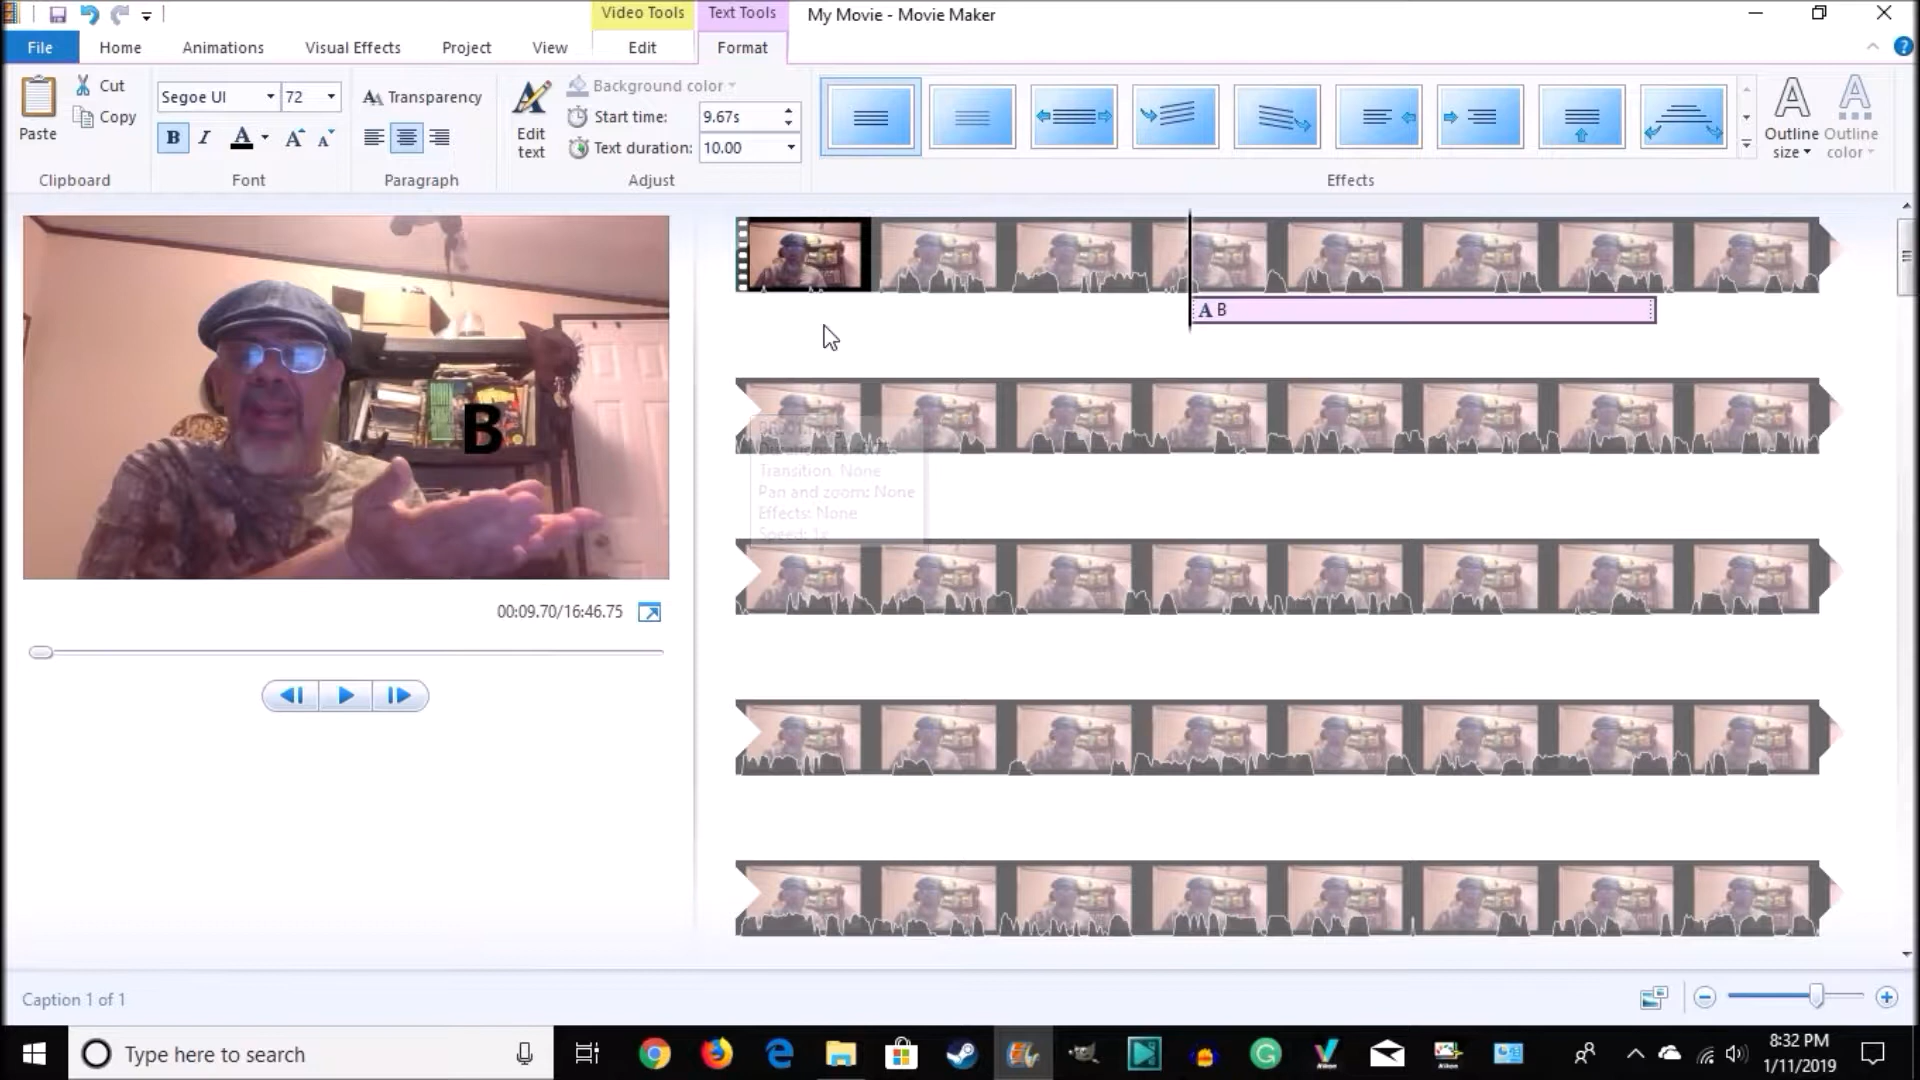 Video Tools
Text Tools
My Movie - Movie Maker
File
Home
Animations
Visual Effects
Project
View
Edit
Format
Paste
Cut
Copy
Clipboard
Segoe UI
72
B
I
A
A
A
Font
Transparency
Paragraph
Edit
text
Background color
Start time:
9.67s
Text duration:
10.00
Adjust
Effects
Outline
size
Outline
color
B
A B
Transition: None
Pan and zoom: None
Effects: None
Speed: 1x
00:09.70/16:46.75
Caption 1 of 1
Type here to search
8:32 PM
1/11/2019